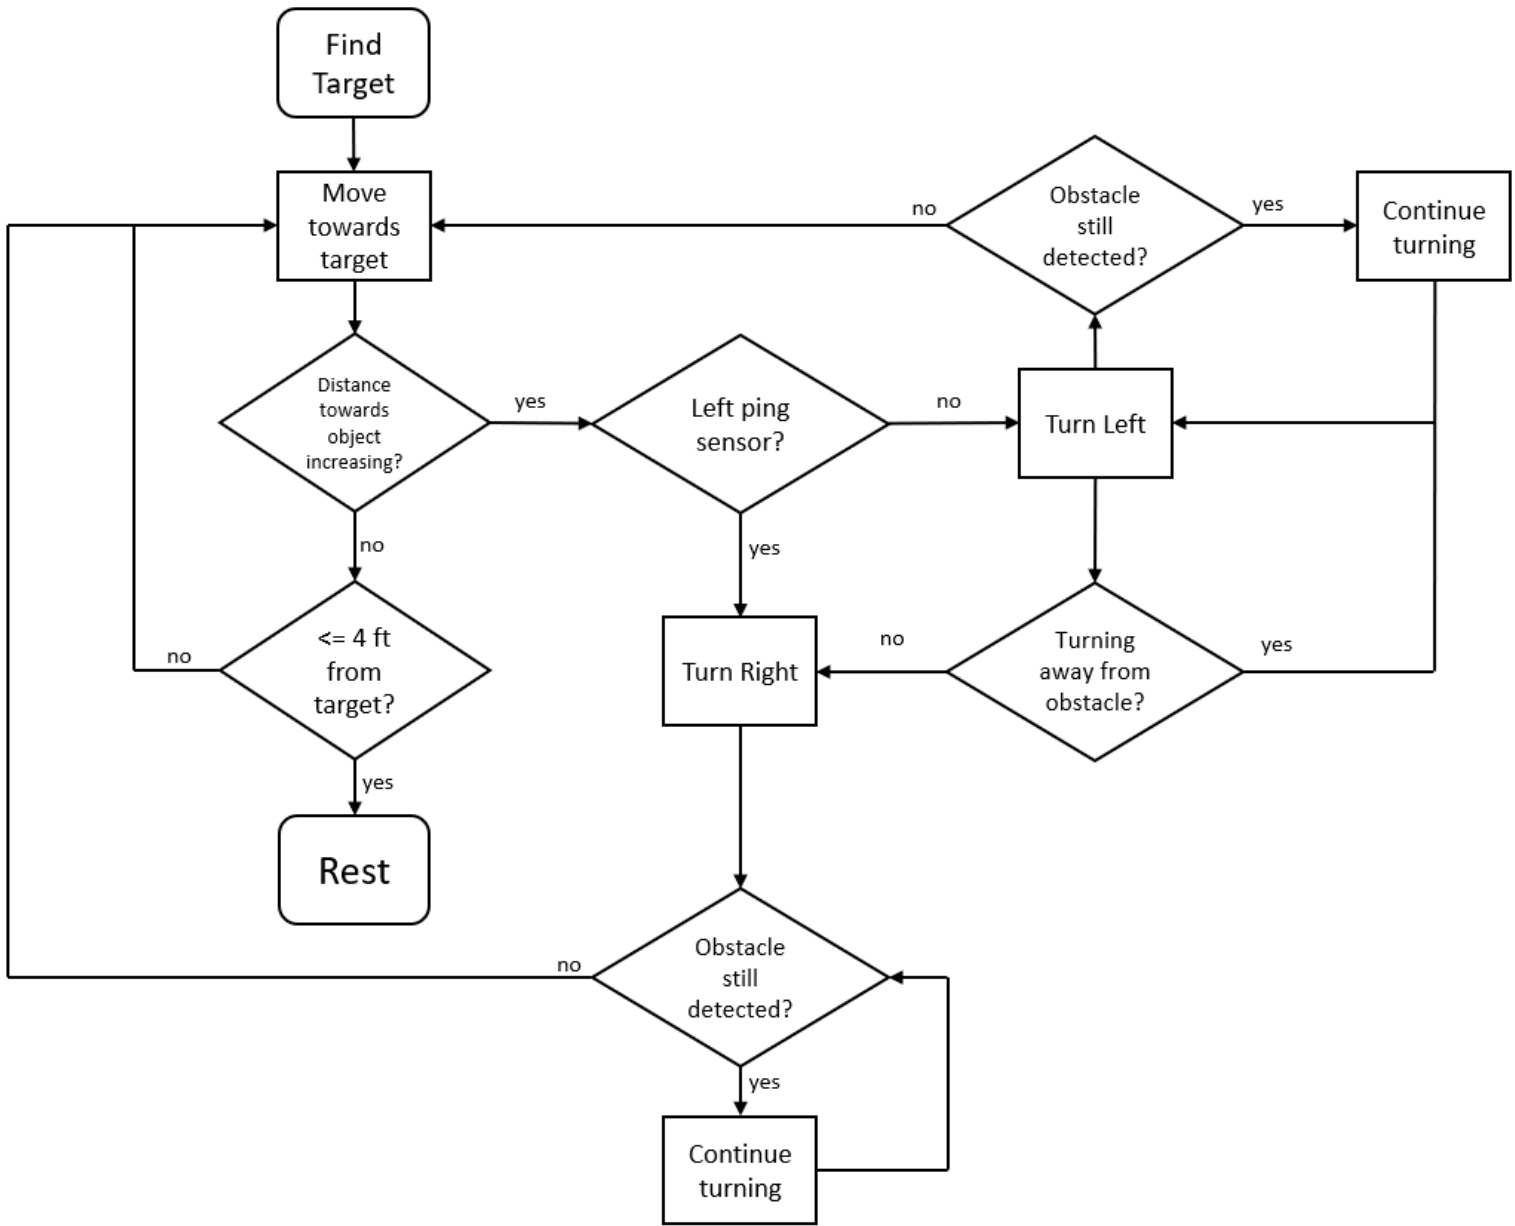 Find
Target
Move
towards
target
no
Obstacle
still
detected?
yes
Continue
turning
Distance
towards
object
increasing?
yes
Left ping
sensor?
no
Turn Left
no
yes
<= 4 ft
from
target?
no
Turn Right
no
Turning
away from
obstacle?
yes
yes
Rest
no
Obstacle
still
detected?
yes
Continue
turning